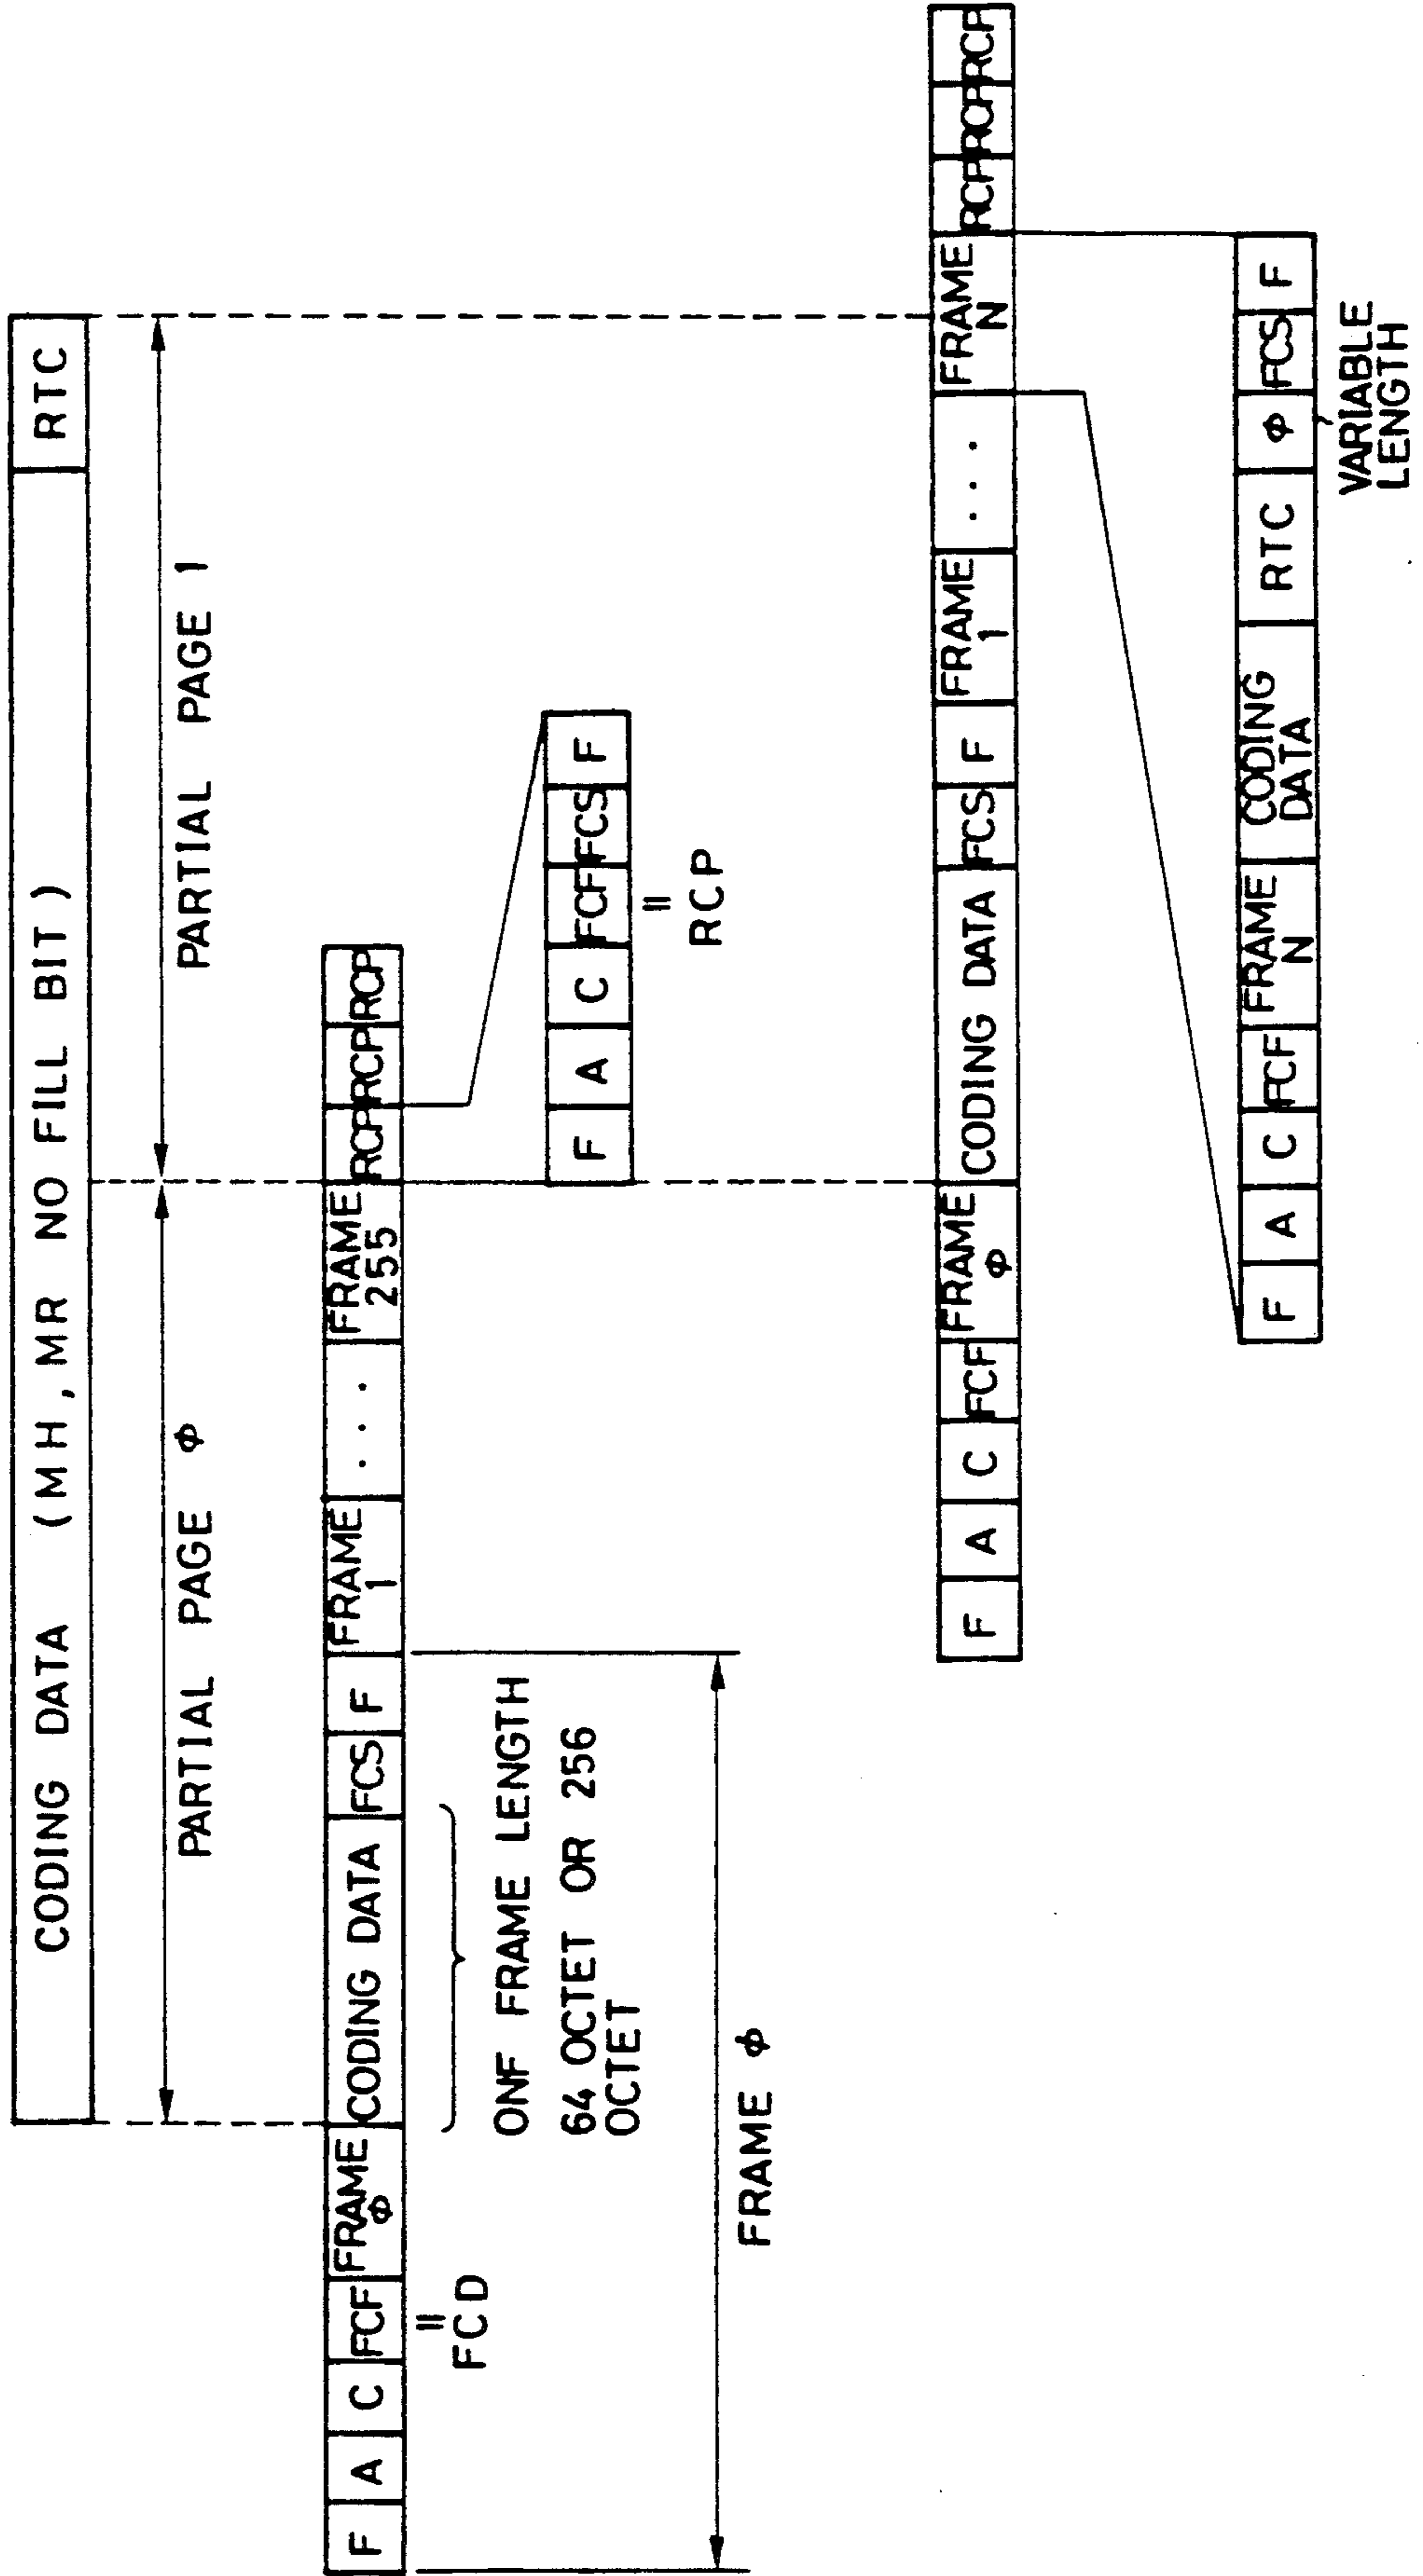 CODING DATA (MH, MR NO FILL BIT) RTC
PARTIAL PAGE Φ PARTIAL PAGE 1
F A C FCF FRAME Φ CODING DATA FCS F FRAME 1 ... FRAME 255 RCP RCP RCP
=
FCD
ONF FRAME LENGTH
64 OCTET OR 256
OCTET
FRAME Φ
F A C FCF FCS F
=
RCP
F A C FCF FRAME Φ CODING DATA FCS F FRAME 1 ... FRAME N RCP RCP RCP
F A C FCF FRAME N CODING DATA RTC Φ FCS F
VARIABLE
LENGTH